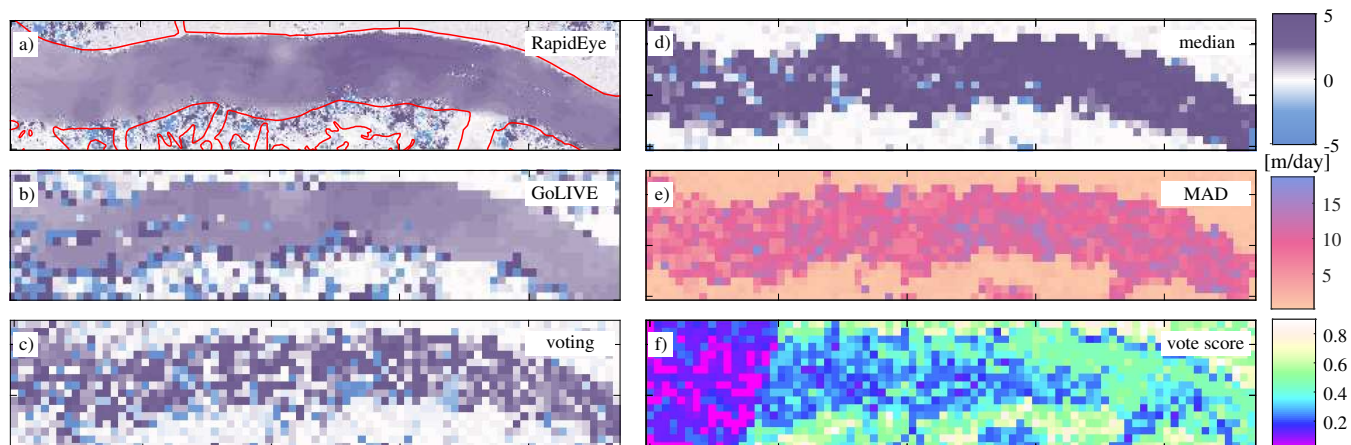 a) RapidEye
b) GoLIVE
c) voting
d) median
5
0
-5
[m/day]
e) MAD
15
10
5
f) vote score
0.8
0.6
0.4
0.2